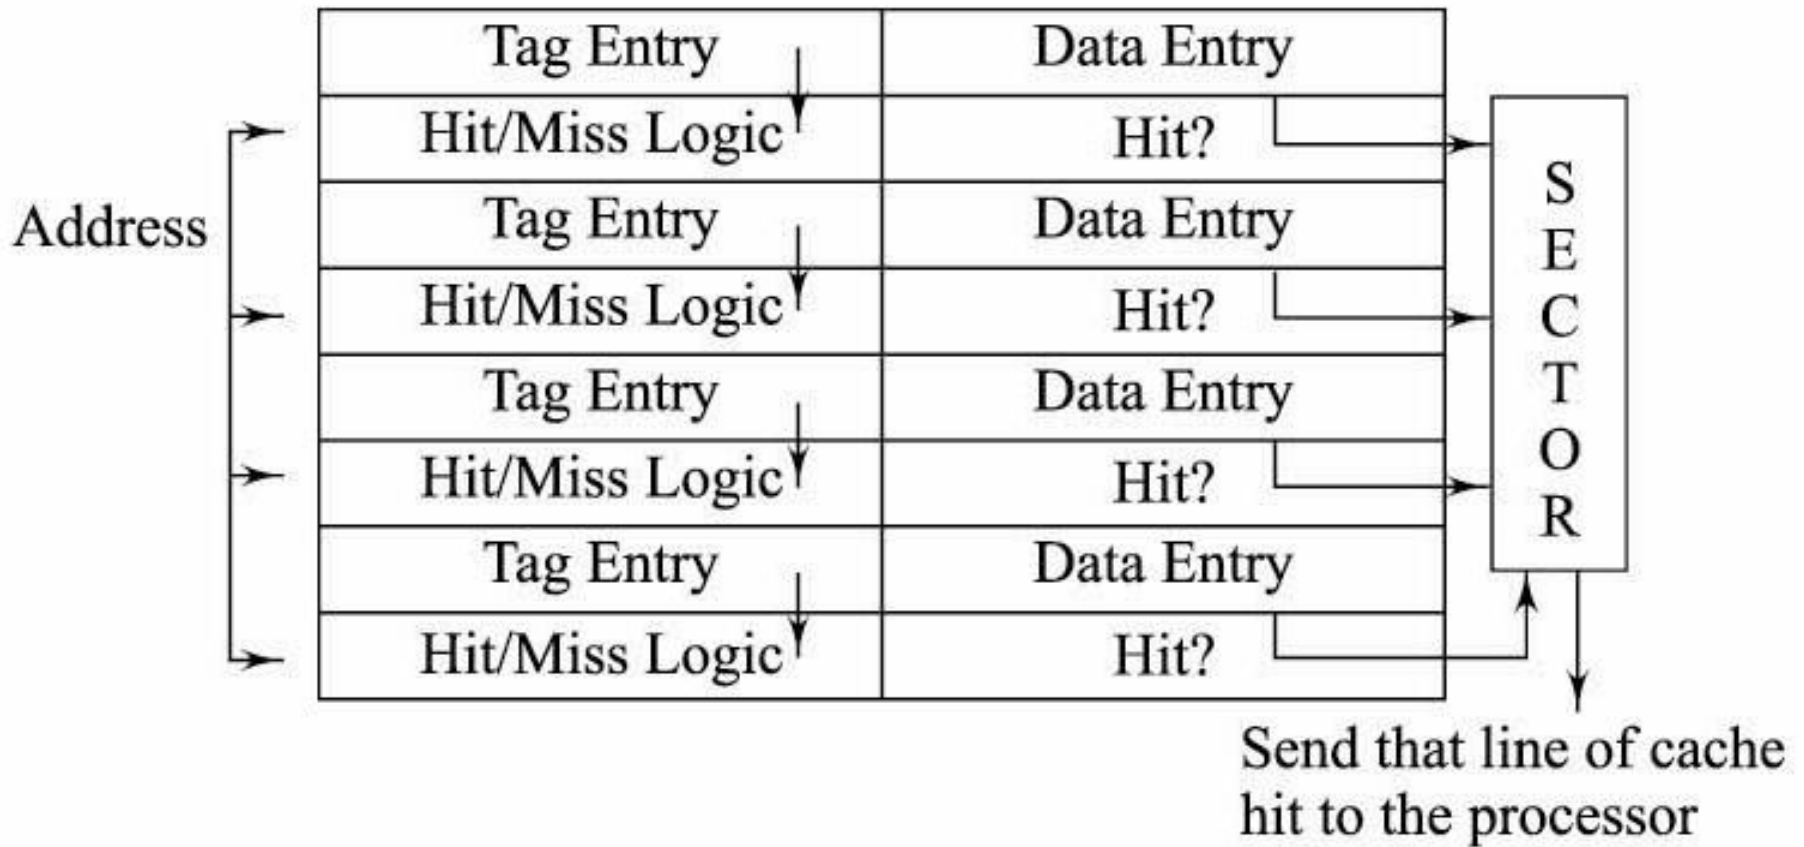 Tag Entry Data Entry
Hit/Miss Logic Hit?
Tag Entry Data Entry
Address
Hit/Miss Logic Hit?
Tag Entry Data Entry
Hit/Miss Logic Hit?
Tag Entry Data Entry
Hit/Miss Logic Hit?
S
E
C
T
O
R
Send that line of cache
hit to the processor